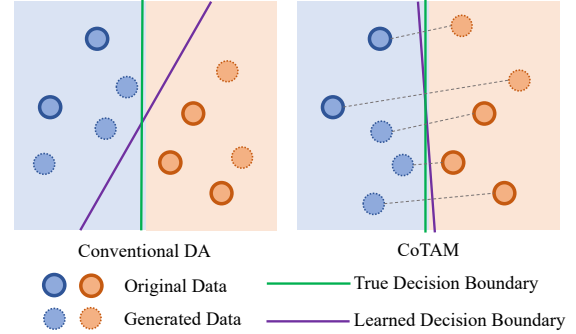 Conventional DA
CoTAM
Original Data
True Decision Boundary
Generated Data
Learned Decision Boundary